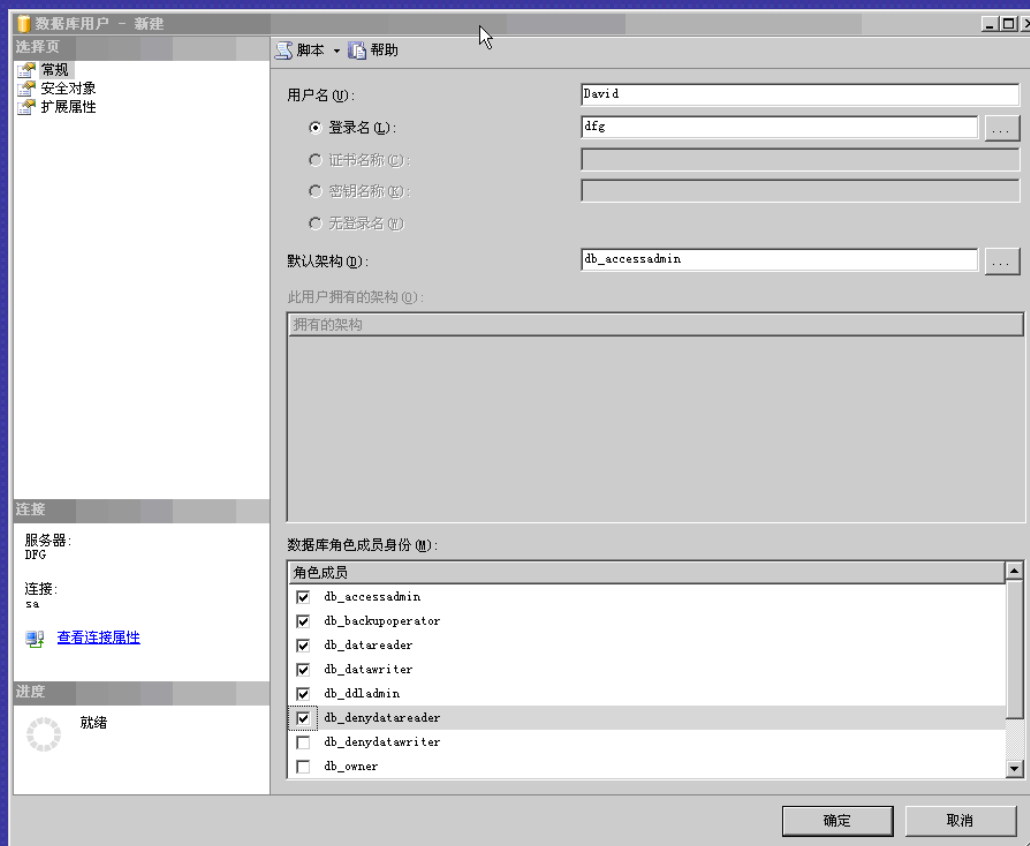 数据库用户 - 新建
选择页
常规
安全对象
扩展属性
脚本
帮助
用户名(U):
David
登录名(L):
dfg
...
证书名称(C):
密钥名称(K):
无登录名(W)
默认架构(D):
db_accessadmin
...
此用户拥有的架构(O):
拥有的架构
连接
服务器:
DFG
连接:
sa
查看连接属性
进度
就绪
数据库角色成员身份(M):
角色成员
db_accessadmin
db_backupoperator
db_datareader
db_datawriter
db_ddladmin
db_denydatareader
db_denydatawriter
db_owner
确定
取消